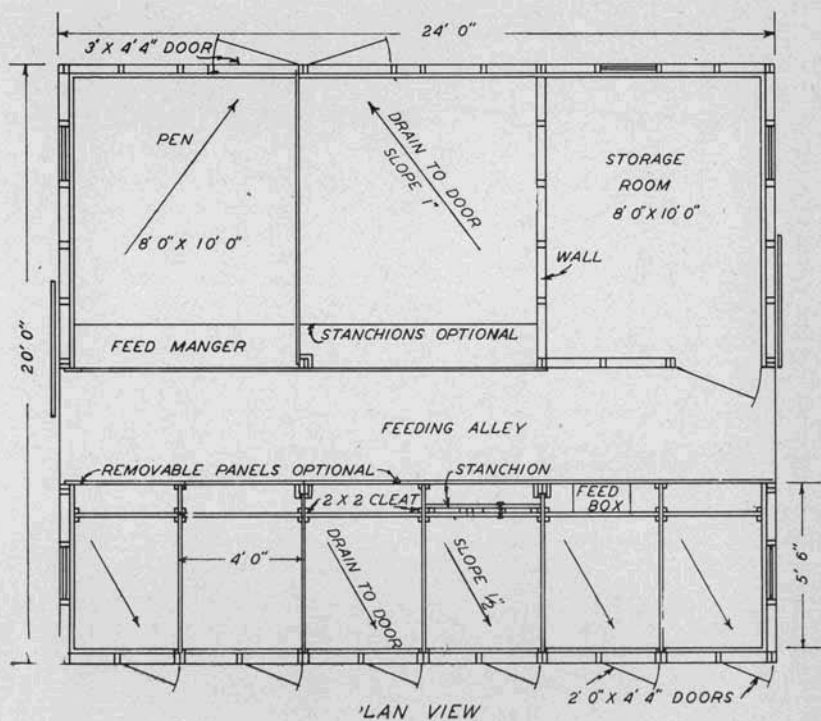 24' 0"
3' X 4' 4" DOOR
PEN
8' 0" X 10' 0"
DRAIN TO DOOR
SLOPE 1"
STORAGE
ROOM
8' 0" X 10' 0"
WALL
20' 0"
FEED MANGER
STANCHIONS OPTIONAL
FEEDING ALLEY
REMOVABLE PANELS OPTIONAL
STANCHION
2 X 2 CLEAT
FEED
BOX
4' 0"
DRAIN TO DOOR
SLOPE 1/2"
5' 6"
2' 0" X 4' 4" DOORS
'LAN VIEW